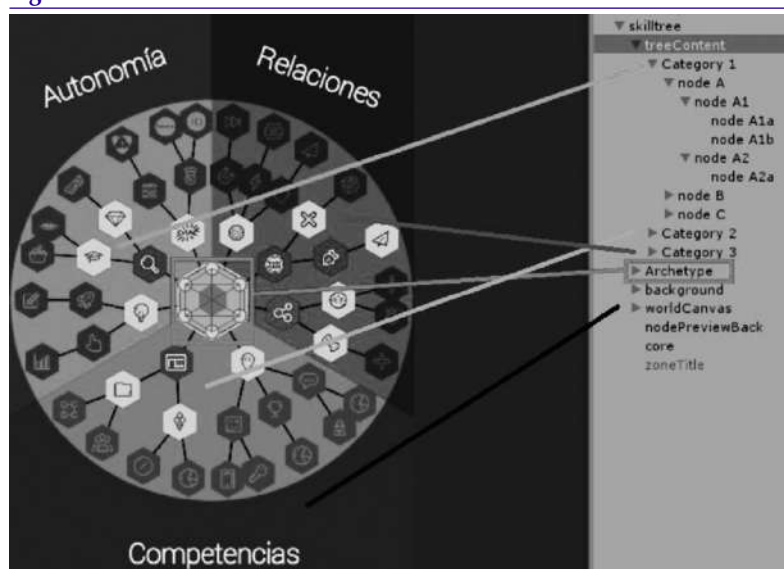 Autonomía
Relaciones
Competencias
skilltree
treeContent
Category 1
node A
node A1
node A1a
node A1b
node A2
node A2a
node B
node C
Category 2
Category 3
Archetype
background
worldCanvas
nodePreviewBack
core
zoneTitle